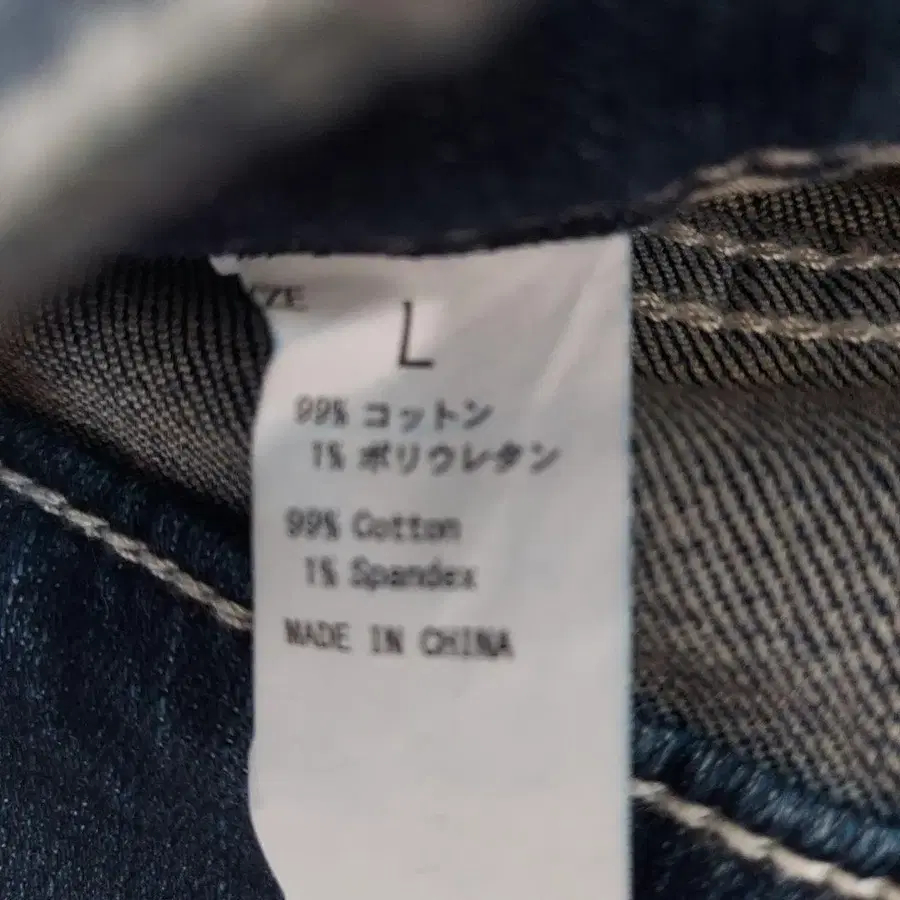 L
99% コットン
1% ポリウレタン
99% Cotton
1% Spandex
MADE IN CHINA